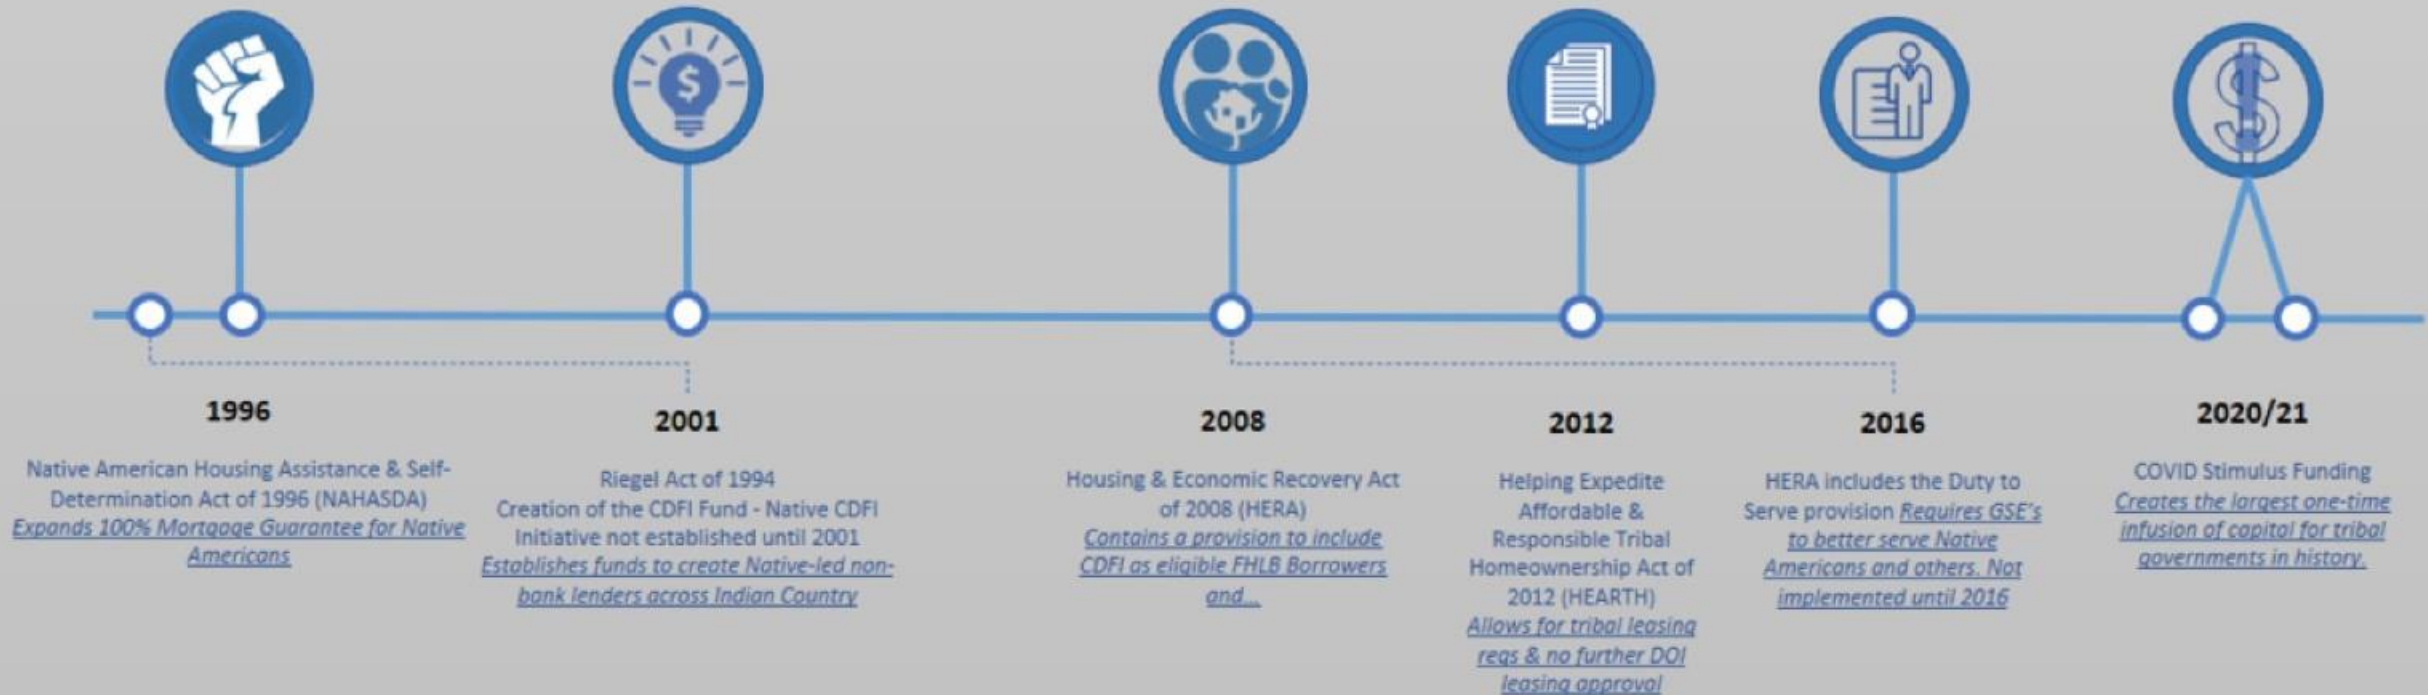 1996
Native American Housing Assistance & Self-
Determination Act of 1996 (NAHASDA)
Expands 100% Mortgage Guarantee for Native
Americans
2001
Riegel Act of 1994
Creation of the CDFI Fund - Native CDFI
Initiative not established until 2001
Establishes funds to create Native-led non-
bank lenders across Indian Country
2008
Housing & Economic Recovery Act
of 2008 (HERA)
Contains a provision to include
CDFI as eligible FHLB Borrowers
and...
2012
Helping Expedite
Affordable &
Responsible Tribal
Homeownership Act of
2012 (HEARTH)
Allows for tribal leasing
regs & no further DOI
leasing approval
2016
HERA includes the Duty to
Serve provision Requires GSE's
to better serve Native
Americans and others. Not
implemented until 2016
2020/21
COVID Stimulus Funding
Creates the largest one-time
infusion of capital for tribal
governments in history.